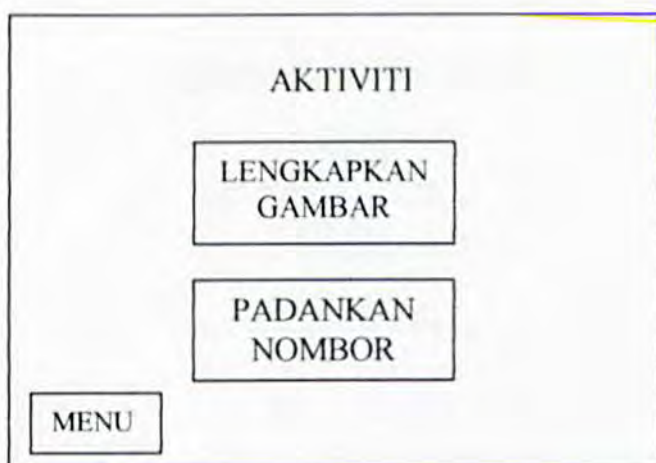 AKTIVITI
LENGKAPKAN
GAMBAR
PADANKAN
NOMBOR
MENU